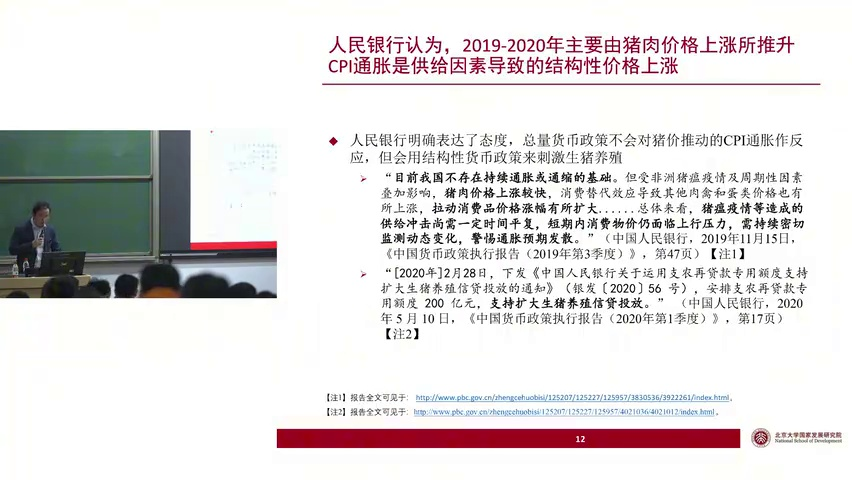 人民银行认为，2019-2020年主要由猪肉价格上涨所推升
CPI通胀是供给因素导致的结构性价格上涨
人民银行明确表达了态度，总量货币政策不会对猪价推动的CPI通胀作反
应，但会用结构性货币政策来刺激生猪养殖
“目前我国不存在持续通胀或通缩的基础。但受非洲猪瘟疫情及周期性因素
叠加影响，猪肉价格上涨较快，消费替代效应导致其他肉禽和蛋类价格也有
所上涨，拉动消费品价格涨幅有所扩大......总体来看，猪瘟疫情等造成的
供给冲击尚需一定时间平复，短期内消费物价仍面临上行压力，需持续密切
监测动态变化，警惕通胀预期发散。”（中国人民银行，2019年11月15日，
《中国货币政策执行报告（2019年第3季度）》，第47页）【注1】
“[2020年]2月28日，下发《中国人民银行关于运用支农再贷款专用额度支持
扩大生猪养殖信贷投放的通知》（银发〔2020〕56 号），安排支农再贷款专
用额度 200 亿元，支持扩大生猪养殖信贷投放。” （中国人民银行，2020
年 5 月 10 日，《中国货币政策执行报告（2020年第1季度）》，第17页）
【注2】
【注1】报告全文可见于： http://www.pbc.gov.cn/zhengcehuobisi/125207/125227/125957/3830536/3922261/index.html。
【注2】报告全文可见于：http://www.pbc.gov.cn/zhengcehuobisi/125207/125227/125957/4021036/4021012/index.html。
12
北京大学国家发展研究院
National School of Development